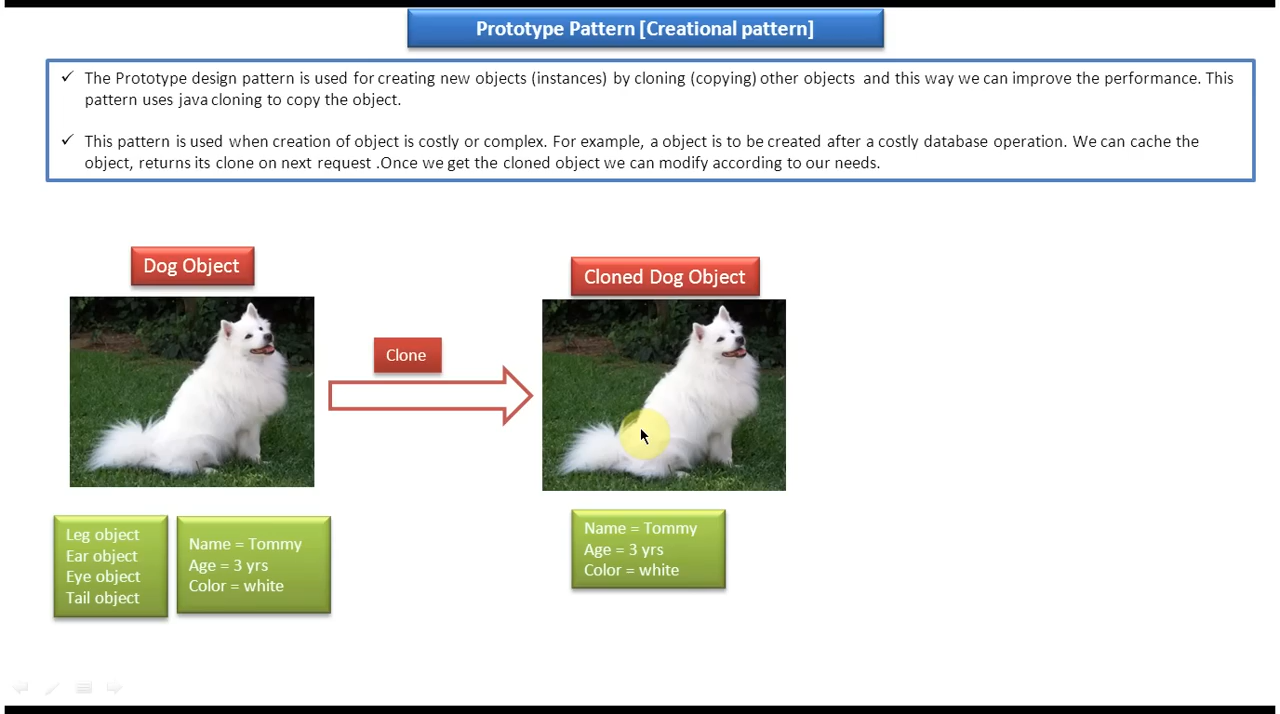 Prototype Pattern [Creational pattern]
✓ The Prototype design pattern is used for creating new objects (instances) by cloning (copying) other objects and this way we can improve the performance. This
pattern uses java cloning to copy the object.
✓ This pattern is used when creation of object is costly or complex. For example, a object is to be created after a costly database operation. We can cache the
object, returns its clone on next request .Once we get the cloned object we can modify according to our needs.
Dog Object
Cloned Dog Object
Clone
Leg object
Ear object
Eye object
Tail object
Name = Tommy
Age = 3 yrs
Color = white
Name = Tommy
Age = 3 yrs
Color = white